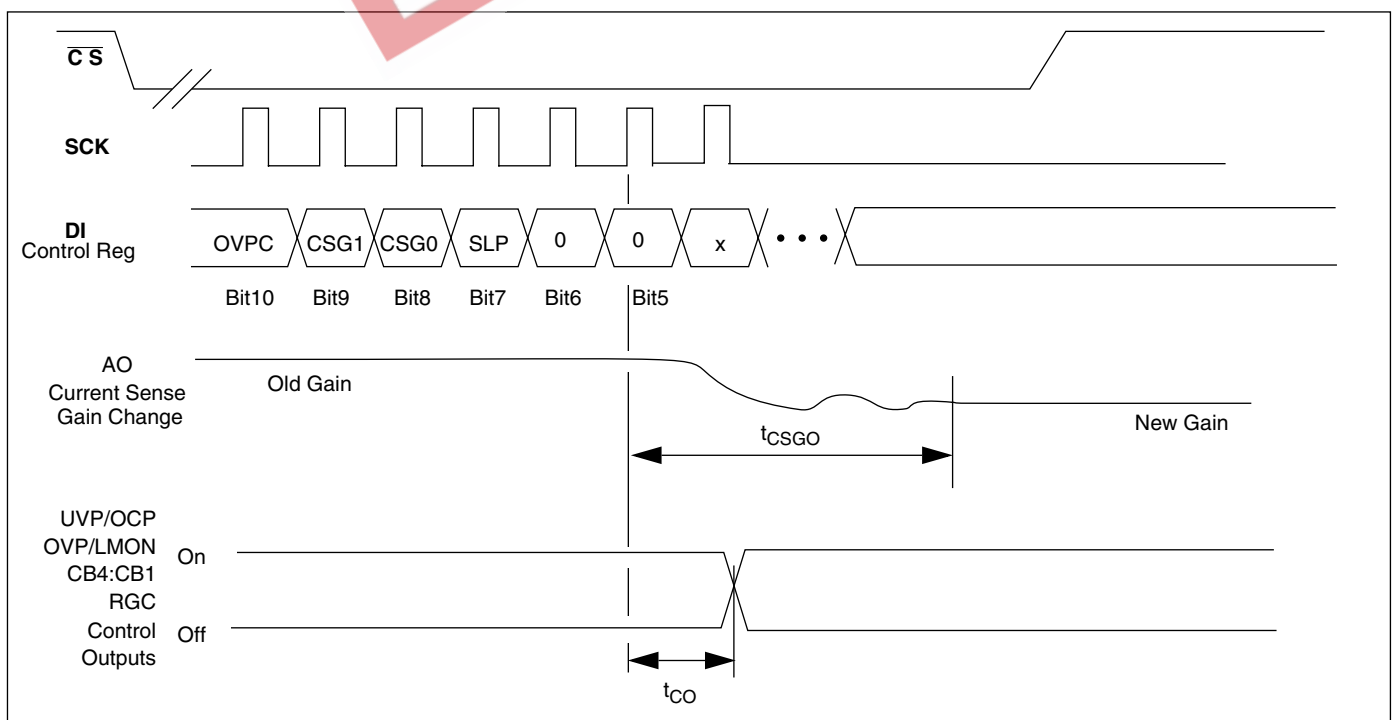 CS
SCK
DI
Control Reg
OVPC CSG1 CSG0 SLP 0 0 x • • •
Bit10 Bit9 Bit8 Bit7 Bit6 Bit5
AO
Current Sense
Gain Change
Old Gain
New Gain
tCSGO
UVP/OCP
OVP/LMON
CB4:CB1
RGC
Control
Outputs
On
Off
tCO